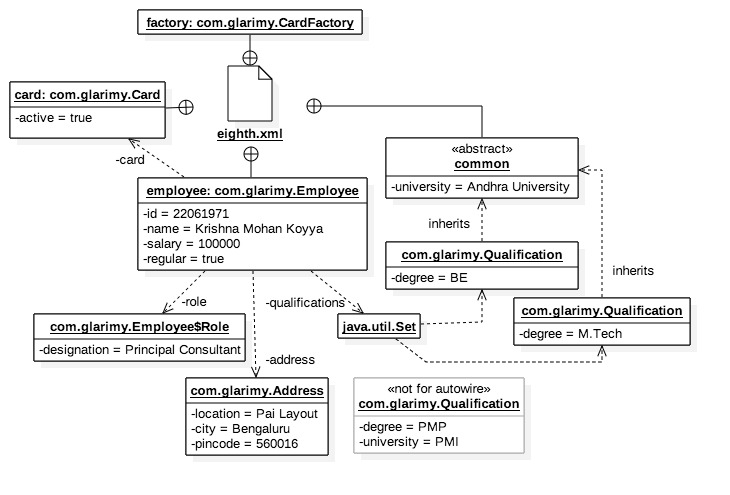 factory: com.glarimy.CardFactory
card: com.glarimy.Card
-active = true
eighth.xml
«abstract»
common
-university = Andhra University
-card
employee: com.glarimy.Employee
-id = 22061971
-name = Krishna Mohan Koyya
-salary = 100000
-regular = true
inherits
com.glarimy.Qualification
-degree = BE
inherits
-role
-qualifications
com.glarimy.Qualification
-degree = M.Tech
com.glarimy.Employee$Role
-designation = Principal Consultant
java.util.Set
-address
com.glarimy.Address
-location = Pai Layout
-city = Bengaluru
-pincode = 560016
«not for autowire»
com.glarimy.Qualification
-degree = PMP
-university = PMI